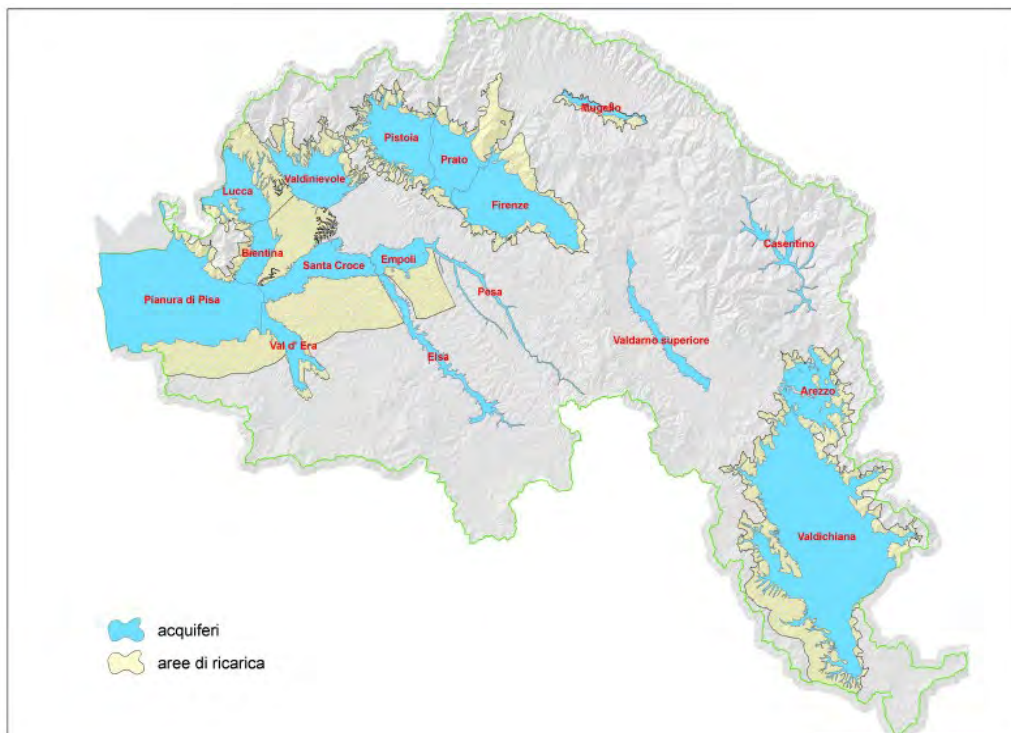 Mugello
Pistoia
Prato
Valdinievole
Lucca
Firenze
Casentino
Bientina
Santa Croce
Empoli
Pesa
Pianura di Pisa
Val d' Era
Valdarno superiore
Elsa
Arezzo
Valdichiana
acquiferi
aree di ricarica